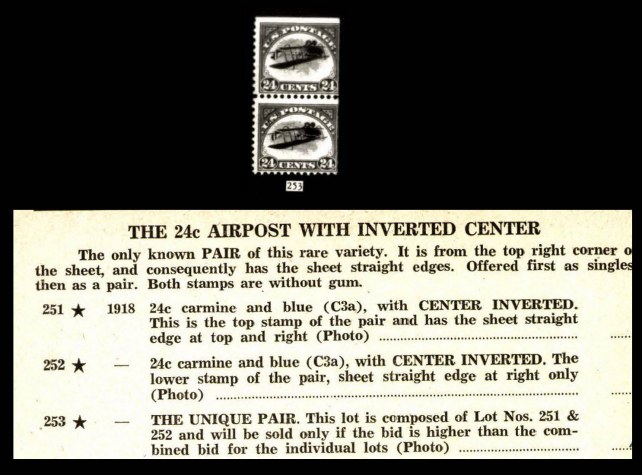 U.S. POSTAGE
24 CENTS 24
U.S. POSTAGE
24 CENTS 24
253
THE 24c AIRPOST WITH INVERTED CENTER
The only known PAIR of this rare variety. It is from the top right corner o
the sheet, and consequently has the sheet straight edges. Offered first as singles
then as a pair. Both stamps are without gum.
251 ★ 1918 24c carmine and blue (C3a), with CENTER INVERTED.
This is the top stamp of the pair and has the sheet straight
edge at top and right (Photo) ........................................
252 ★ — 24c carmine and blue (C3a), with CENTER INVERTED. The
lower stamp of the pair, sheet straight edge at right only
(Photo) ........................................
253 ★ — THE UNIQUE PAIR. This lot is composed of Lot Nos. 251 &
252 and will be sold only if the bid is higher than the com-
bined bid for the individual lots (Photo) ........................................